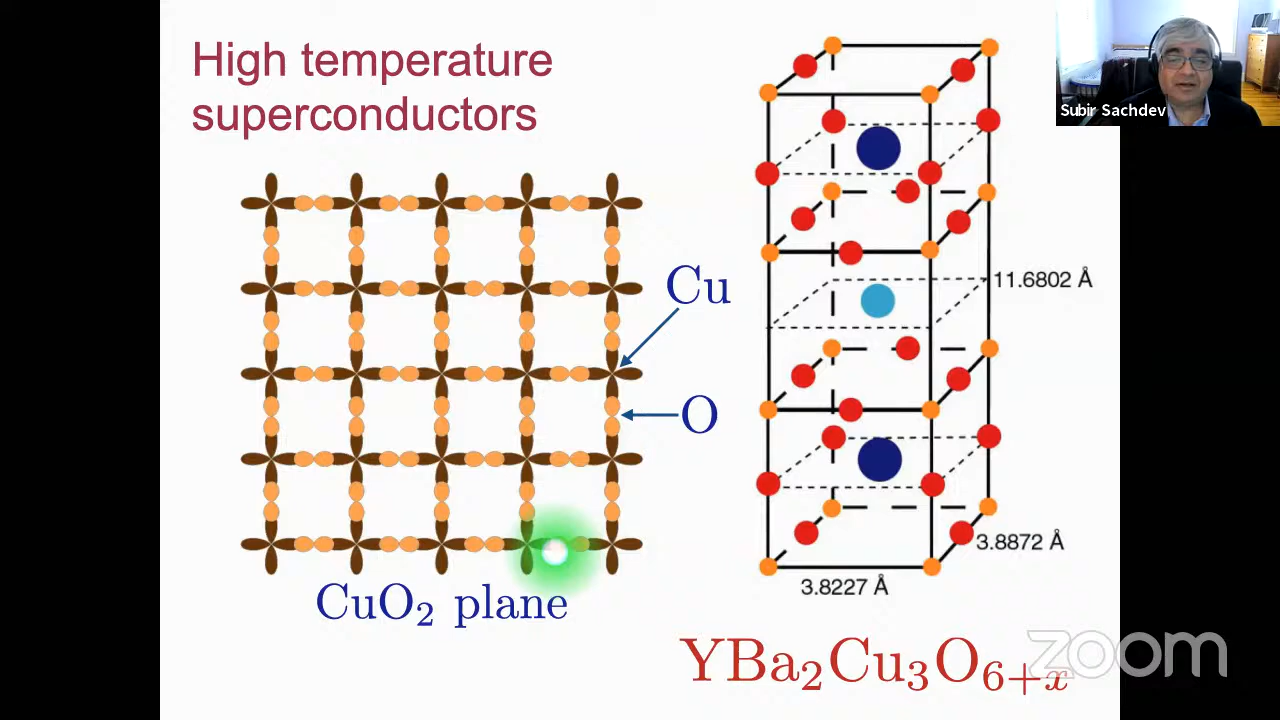 High temperature
superconductors
Subir Sachdev
Cu
O
CuO₂ plane
11.6802 Å
3.8872 Å
3.8227 Å
YBa₂Cu₃O₆₊ₓ
zoom